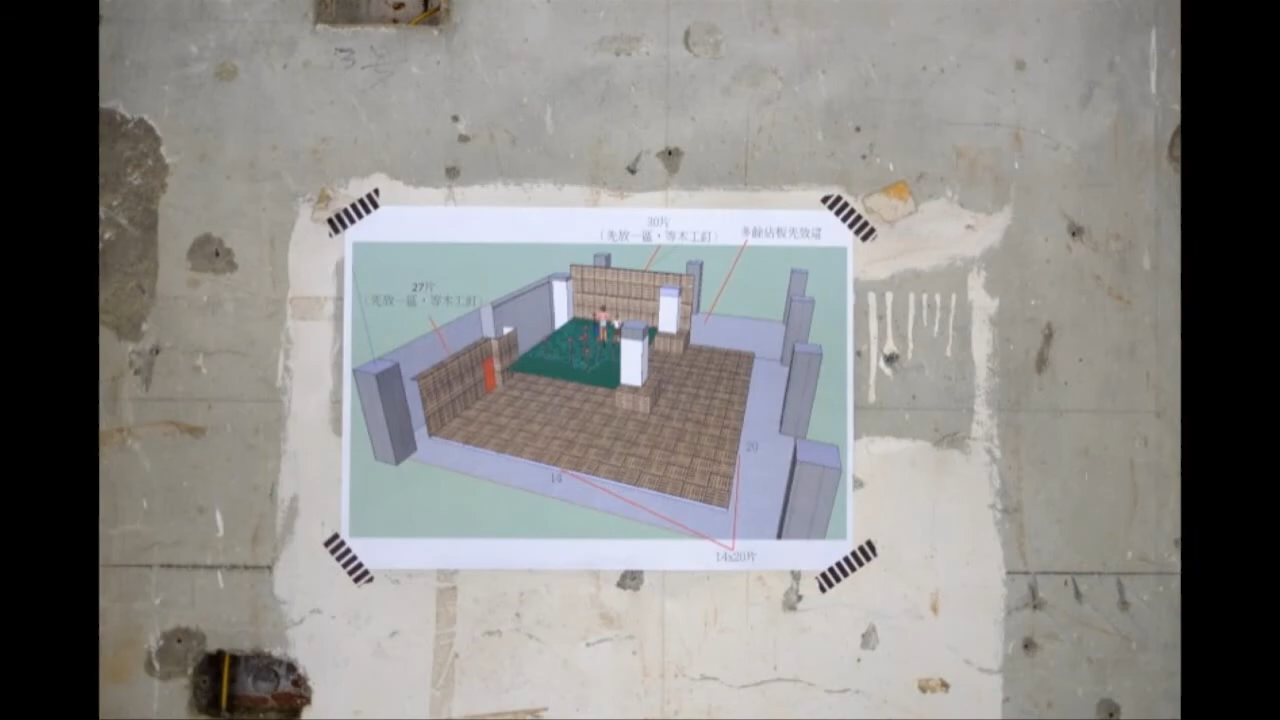 30片
(先放一區，等木工釘)
多餘佔板先放這
27片
(先放一區，等木工釘)
20
14
14x20片